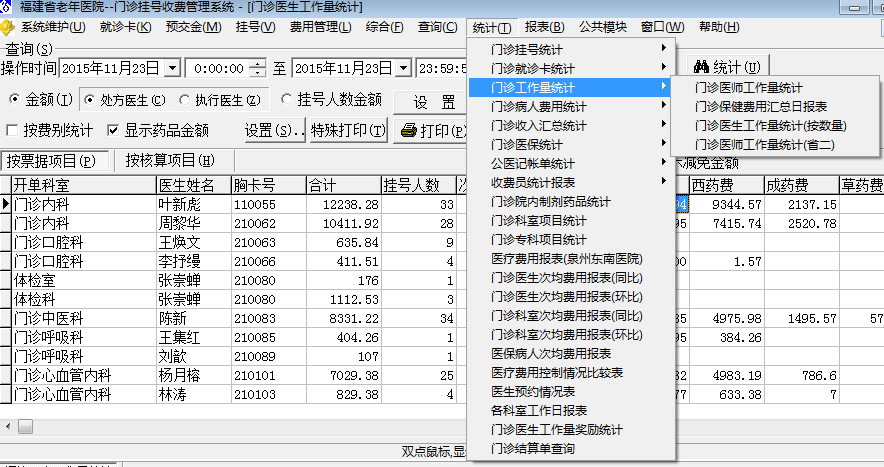 福建省老年医院--门诊挂号收费管理系统 - [门诊医生工作量统计]
系统维护(U) 就诊卡(K) 预交金(M) 挂号(V) 费用管理(L) 综合(F) 查询(C) 统计(T) 报表(B) 公共模块 窗口(W) 帮助(H)
查询(S)
操作时间 2015年11月23日 0:00:00 至 2015年11月23日 23:59:5 统计(U)
金额(I) 处方医生(C) 执行医生(Z) 挂号人数金额 设 置
按费别统计 显示药品金额 设置(S).. 特殊打印(T) 打印(P)
按票据项目(P) 按核算项目(H) 减免金额
开单科室 医生姓名 胸卡号 合计 挂号人数 西药费 成药费 草药费
门诊内科 叶新彪 110055 12238.28 33 94 9344.57 2137.15
门诊内科 周黎华 210062 10411.92 28 95 7415.74 2520.78
门诊口腔科 王焕文 210063 635.84 9
门诊口腔科 李抒缦 210066 411.51 4 00 1.57
体检室 张崇蝉 210080 176 1
体检科 张崇蝉 210080 1112.53 3
门诊中医科 陈新 210083 8331.22 34 85 4975.98 1495.57 57
门诊呼吸科 王集红 210085 404.26 1 95 384.26
门诊呼吸科 刘歆 210089 107 1
门诊心血管内科 杨月榕 210101 7029.38 25 82 4983.19 786.6
门诊心血管内科 林涛 210103 829.38 4 77 633.38 7
双点鼠标,显
门诊挂号统计
门诊就诊卡统计
门诊工作量统计
门诊病人费用统计
门诊收入汇总统计
门诊医保统计
公医记帐单统计
收费员统计报表
门诊院内制剂药品统计
门诊科室项目统计
门诊专科项目统计
医疗费用报表(泉州东南医院)
门诊医生次均费用报表(同比)
门诊医生次均费用报表(环比)
门诊科室次均费用报表(同比)
门诊科室次均费用报表(环比)
医保病人次均费用报表
医疗费用控制情况比较表
医生预约情况表
各科室工作日报表
门诊医生工作量奖励统计
门诊结算单查询
门诊医师工作量统计
门诊保健费用汇总日报表
门诊医生工作量统计(按数量)
门诊医师工作量统计(省二)